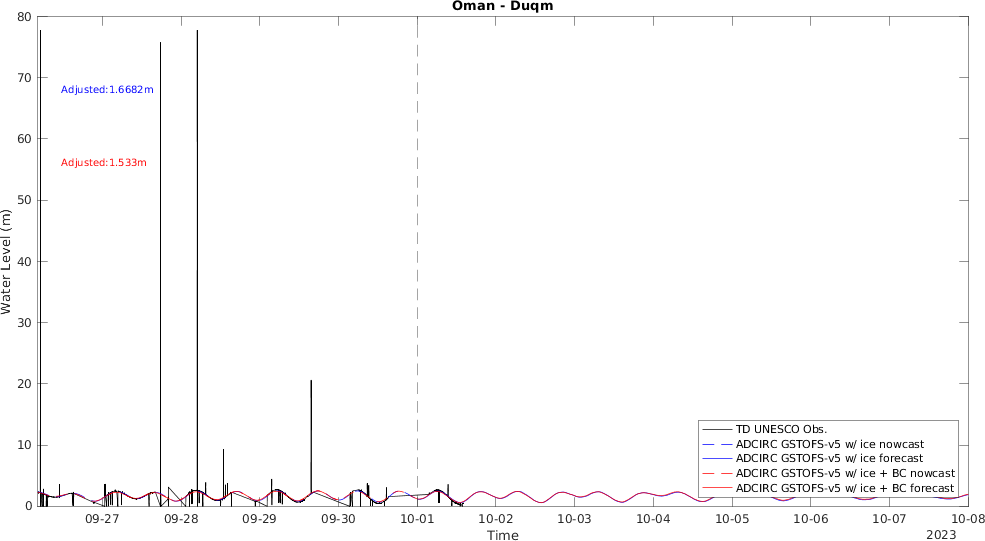 Oman - Duqm
80
70
60
50
40
30
20
10
0
Water Level (m)
Adjusted:1.6682m
Adjusted:1.533m
TD UNESCO Obs.
ADCIRC GSTOFS-v5 w/ ice nowcast
ADCIRC GSTOFS-v5 w/ ice forecast
ADCIRC GSTOFS-v5 w/ ice + BC nowcast
ADCIRC GSTOFS-v5 w/ ice + BC forecast
09-27 09-28 09-29 09-30 10-01 10-02 10-03 10-04 10-05 10-06 10-07 10-08
Time
2023